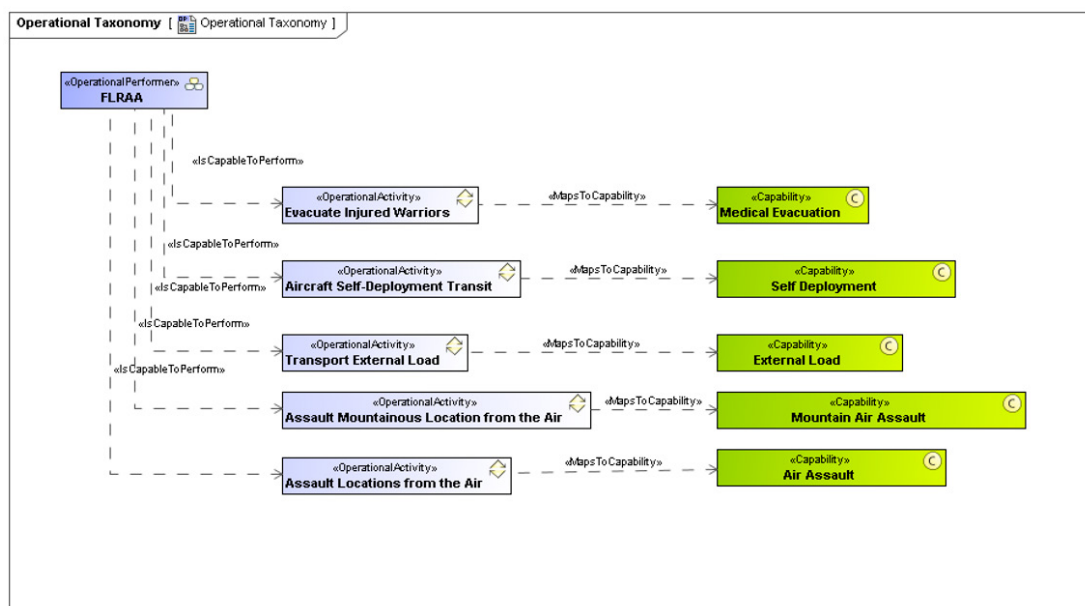 Operational Taxonomy [ Operational Taxonomy ]
«OperationalPerformer»
FLRAA
«IsCapableToPerform»
«OperationalActivity»
Evacuate Injured Warriors
«MapsToCapability»
«Capability»
Medical Evacuation
C
«IsCapableToPerform»
«OperationalActivity»
Aircraft Self-Deployment Transit
«MapsToCapability»
«Capability»
Self Deployment
C
«IsCapableToPerform»
«OperationalActivity»
Transport External Load
«MapsToCapability»
«Capability»
External Load
C
«IsCapableToPerform»
«OperationalActivity»
Assault Mountainous Location from the Air
«MapsToCapability»
«Capability»
Mountain Air Assault
C
«IsCapableToPerform»
«OperationalActivity»
Assault Locations from the Air
«MapsToCapability»
«Capability»
Air Assault
C